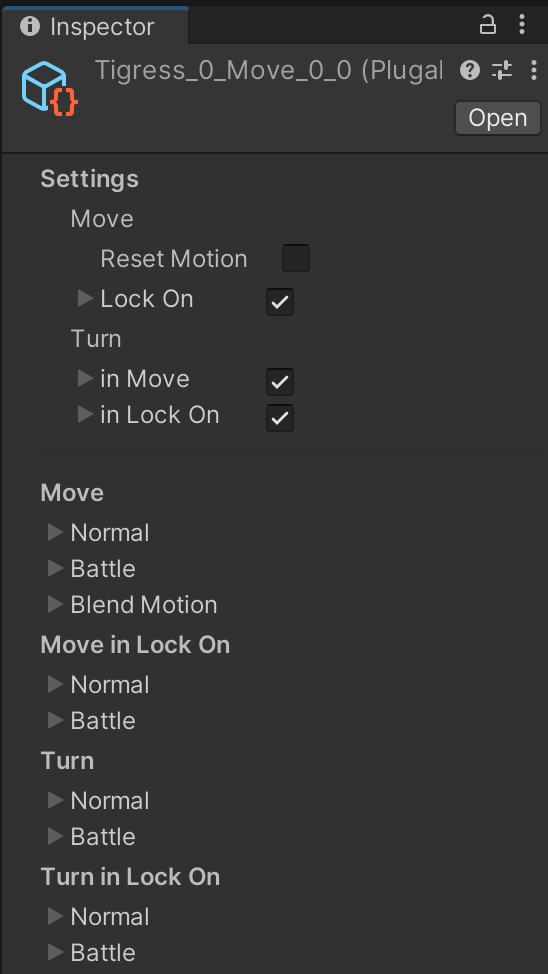 Inspector
Tigress_0_Move_0_0 (Plugal
Open
Settings
Move
Reset Motion
Lock On
Turn
in Move
in Lock On
Move
Normal
Battle
Blend Motion
Move in Lock On
Normal
Battle
Turn
Normal
Battle
Turn in Lock On
Normal
Battle